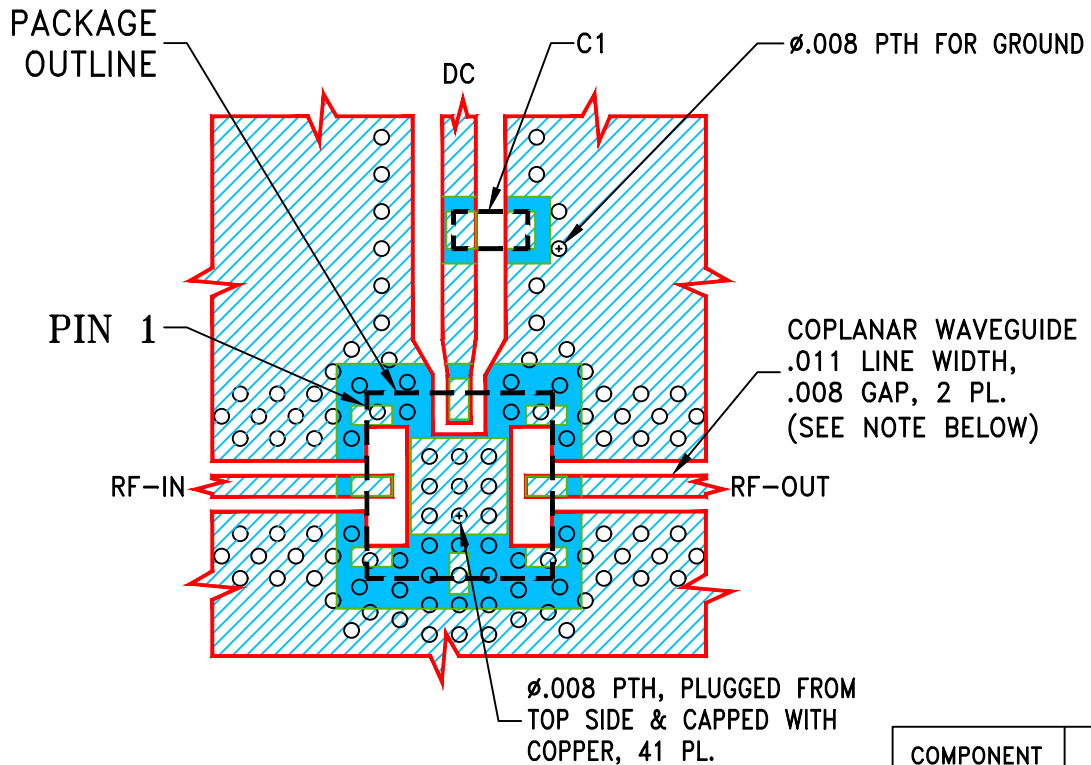 PACKAGE
OUTLINE
C1
ø.008 PTH FOR GROUND
DC
PIN 1
COPLANAR WAVEGUIDE
.011 LINE WIDTH,
.008 GAP, 2 PL.
(SEE NOTE BELOW)
RF-IN
RF-OUT
ø.008 PTH, PLUGGED FROM
TOP SIDE & CAPPED WITH
COPPER, 41 PL.
COMPONENT